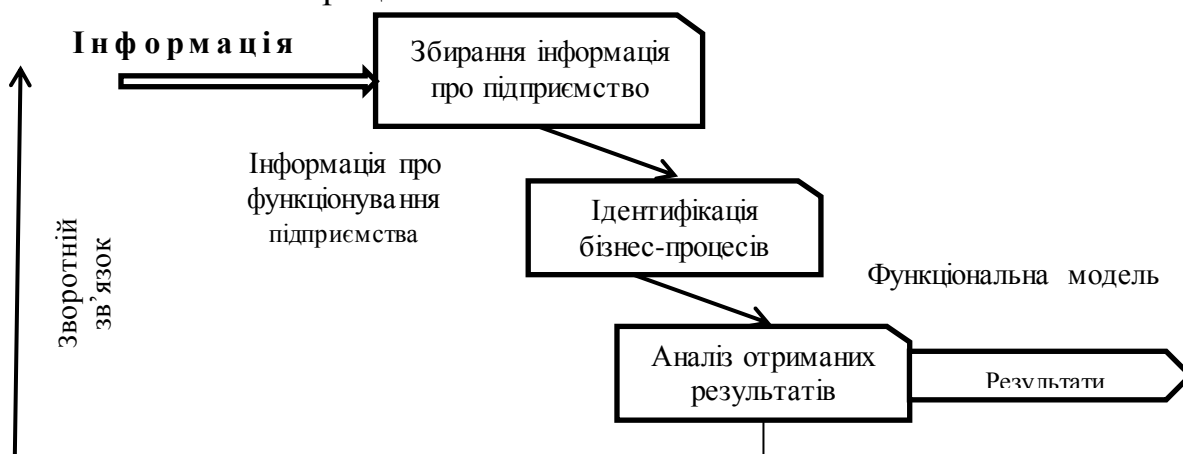 Інформація
Збирання інформація
про підприємство
Інформація про
функціонування
підприємства
Ідентифікація
бізнес-процесів
Зворотній
зв’язок
Функціональна модель
Аналіз отриманих
результатів
Результати